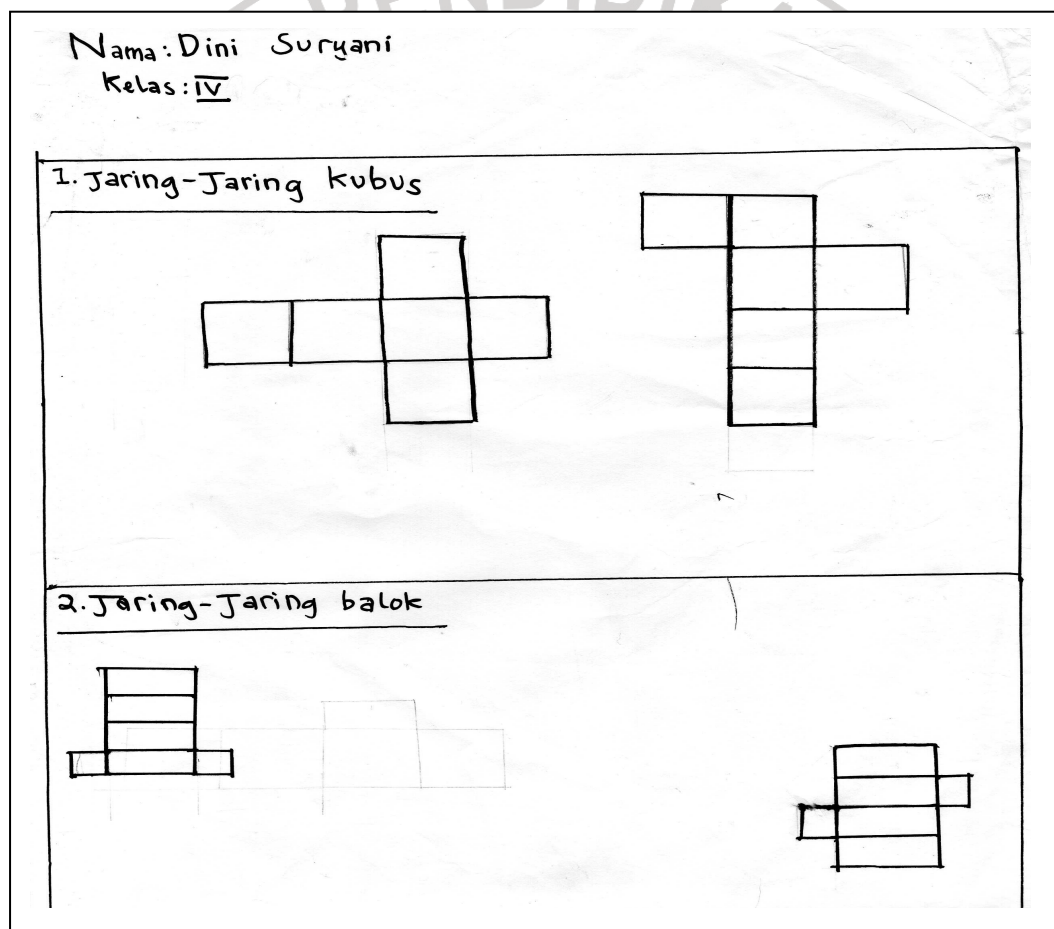 Nama: Dini Suryani
Kelas: IV
1. Jaring-Jaring kubus
2. Jaring-Jaring balok